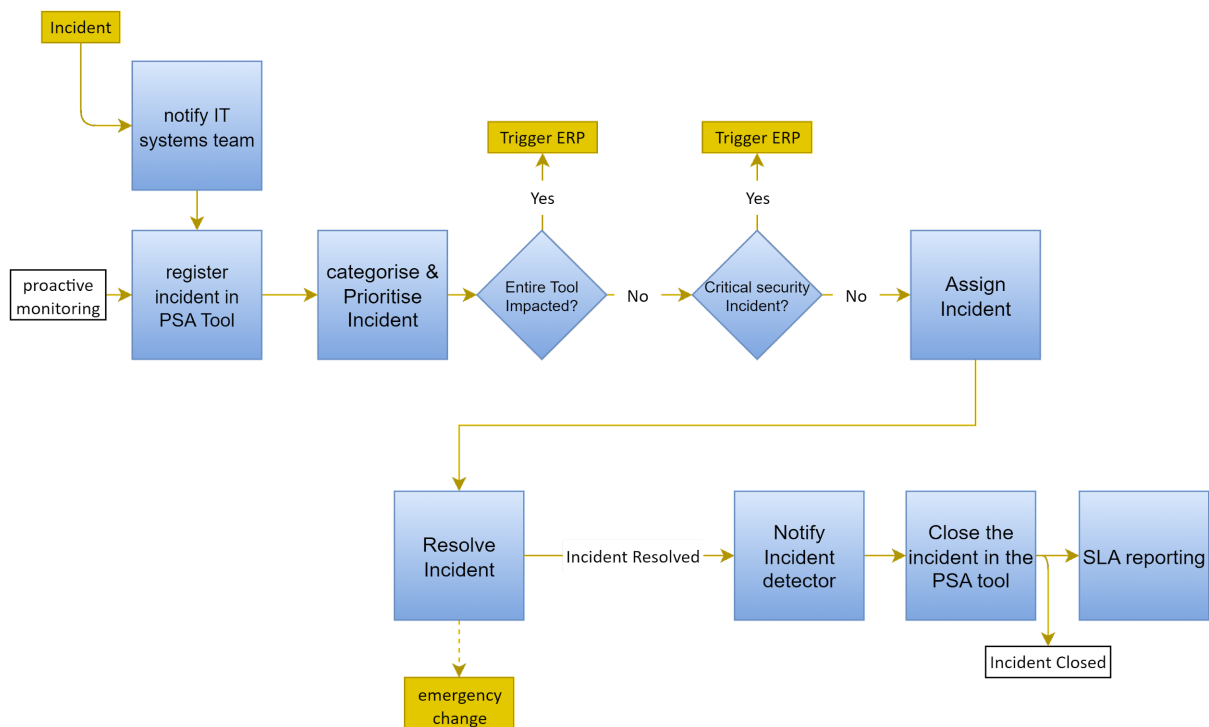 Incident
notify IT
systems team
Trigger ERP
Trigger ERP
Yes
Yes
proactive
monitoring
register
incident in
PSA Tool
categorise &
Prioritise
Incident
Entire Tool
Impacted?
No
Critical security
Incident?
No
Assign
Incident
Resolve
Incident
Incident Resolved
Notify
Incident
detector
Close the
incident in the
PSA tool
SLA reporting
Incident Closed
emergency
change